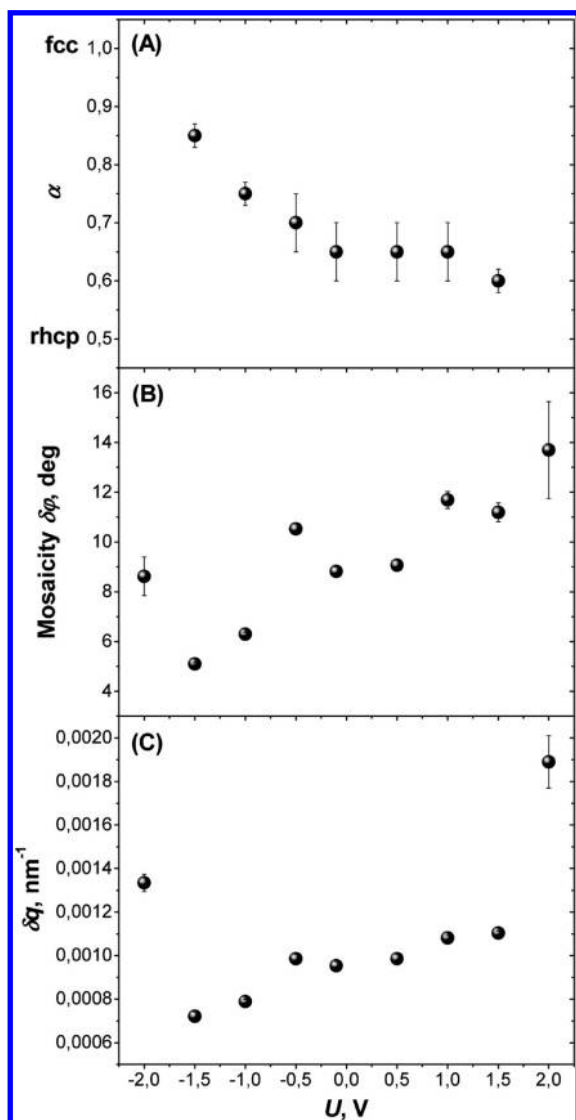 fcc
(A)
1,0
0,9
0,8
α
0,7
0,6
rhcp
0,5
(B)
16
14
Mosaicity δφ, deg
12
10
8
6
4
(C)
0,0020
0,0018
0,0016
δq, nm-1
0,0014
0,0011
0,0010
0,0008
0,0006
-2,0 -1,5 -1,0 -0,5 0,0 0,5 1,0 1,5 2,0
U, V